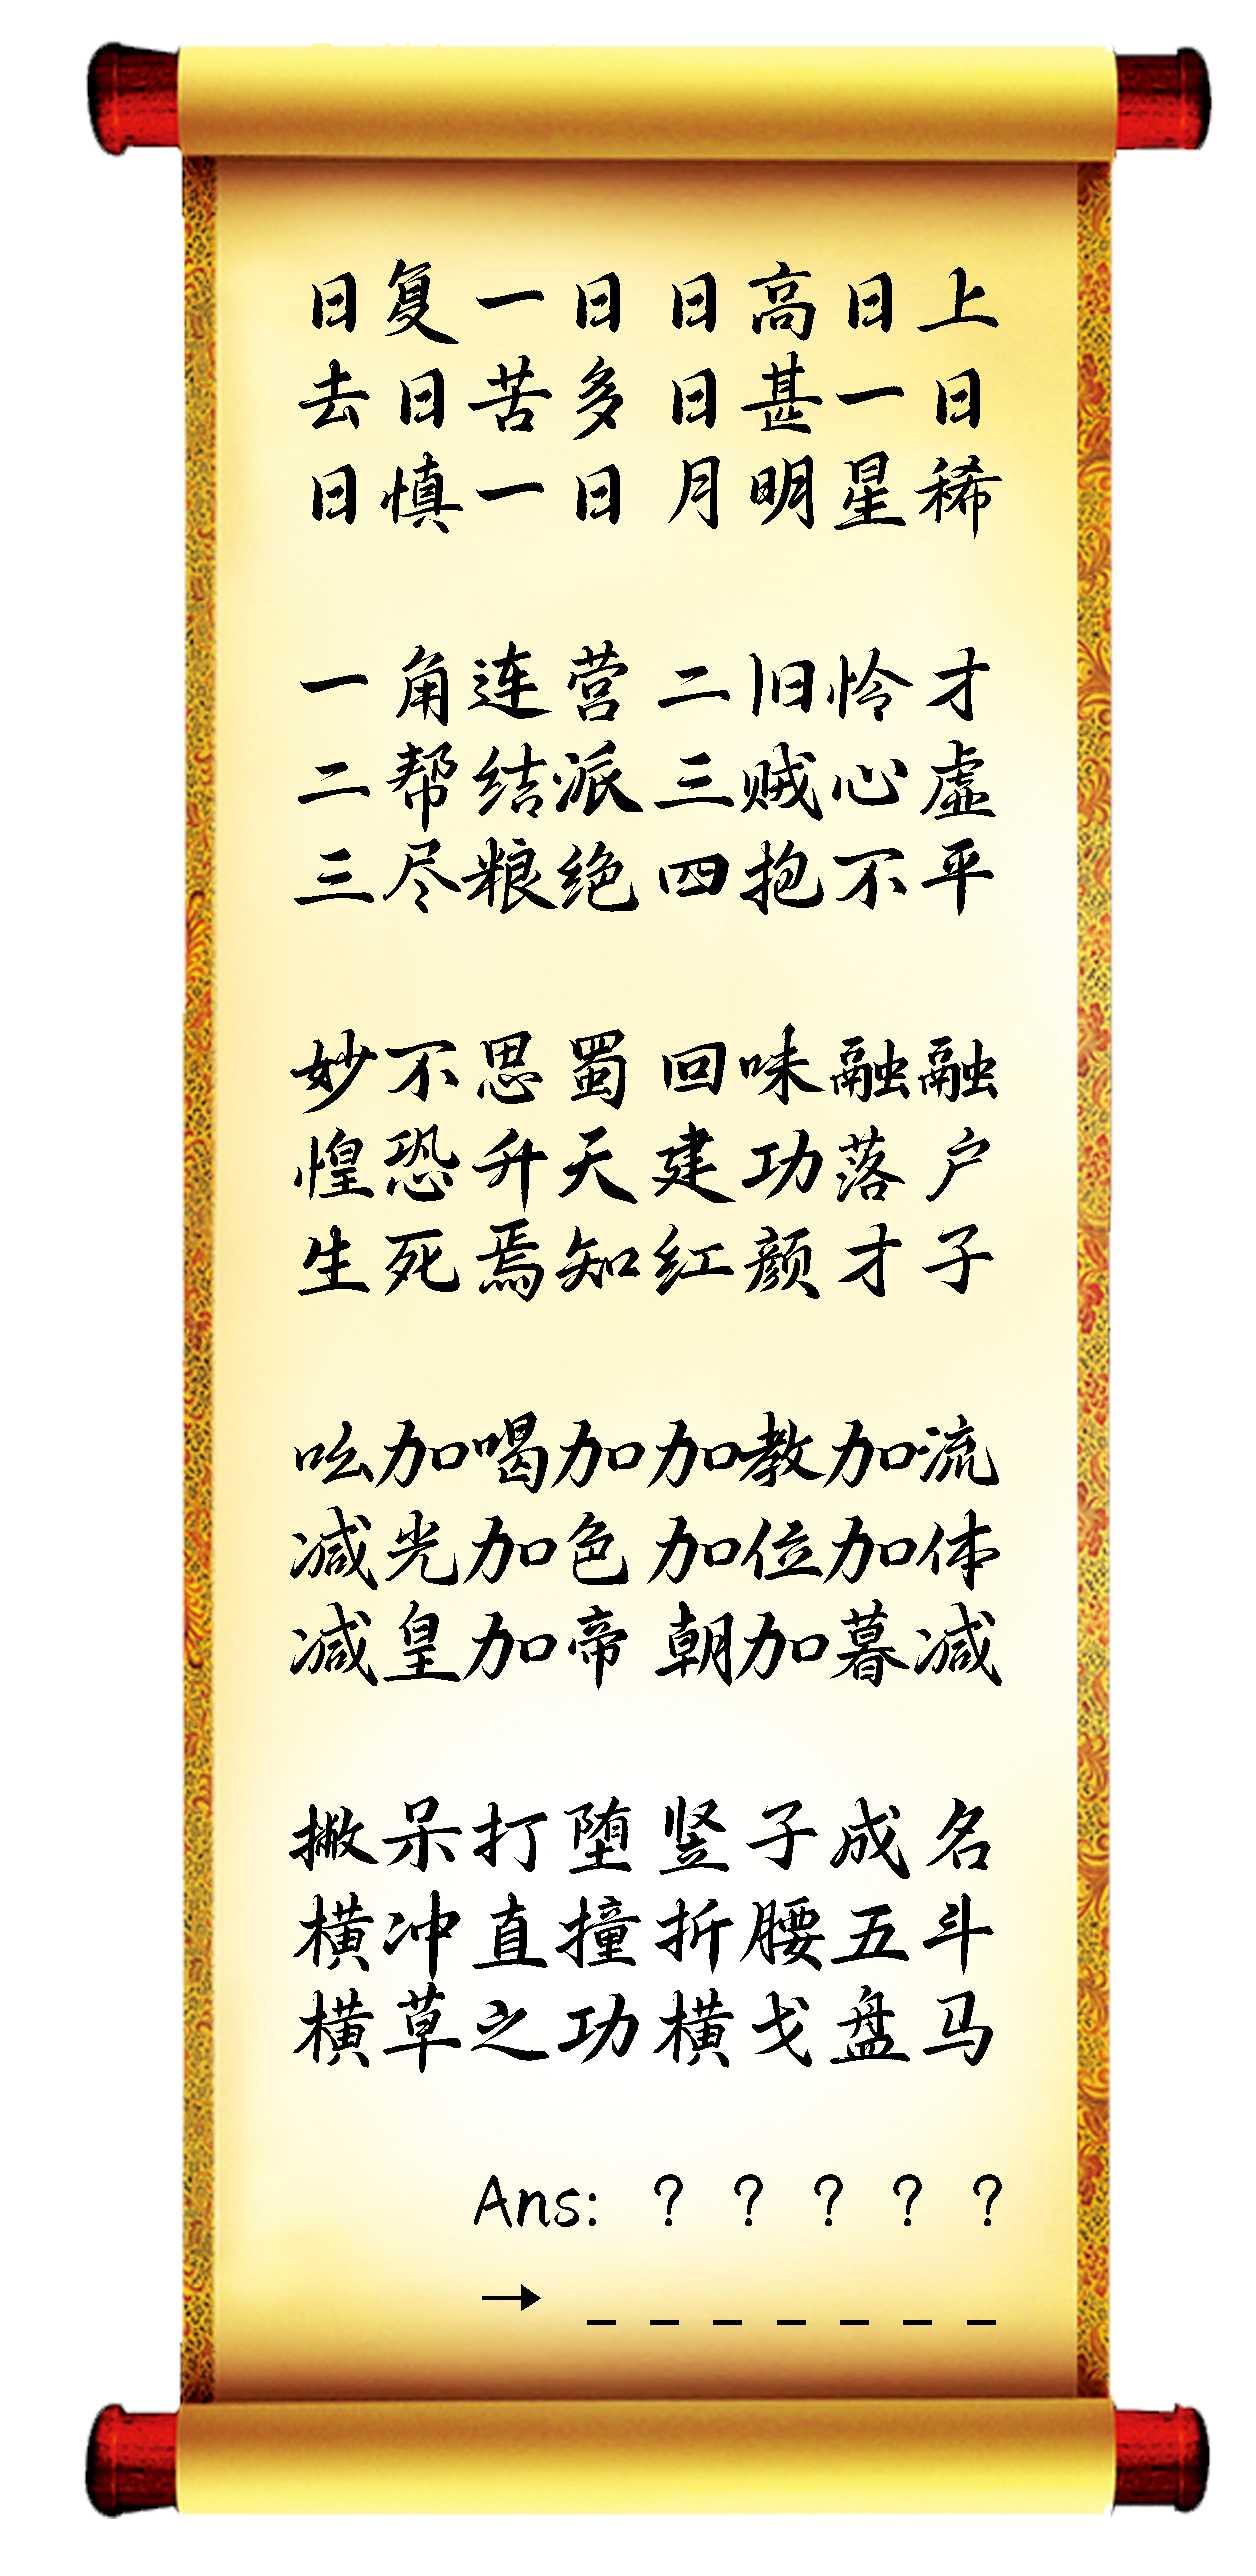 日复一日 日高日上
去日苦多 日甚一日
日慎一日 月明星稀
一角连营 二旧怜才
二帮结派 三贼心虚
三尽粮绝 四抱不平
妙不思蜀 回味融融
惶恐升天 建功落户
生死焉知 红颜才子
吆加喝加 加教加流
减光加色 加位加体
减皇加帝 朝加暮减
撇呆打堕 竖子成名
横冲直撞 折腰五斗
横草之功 横戈盘马
Ans: ? ? ? ? ?
→ _ _ _ _ _ _ _